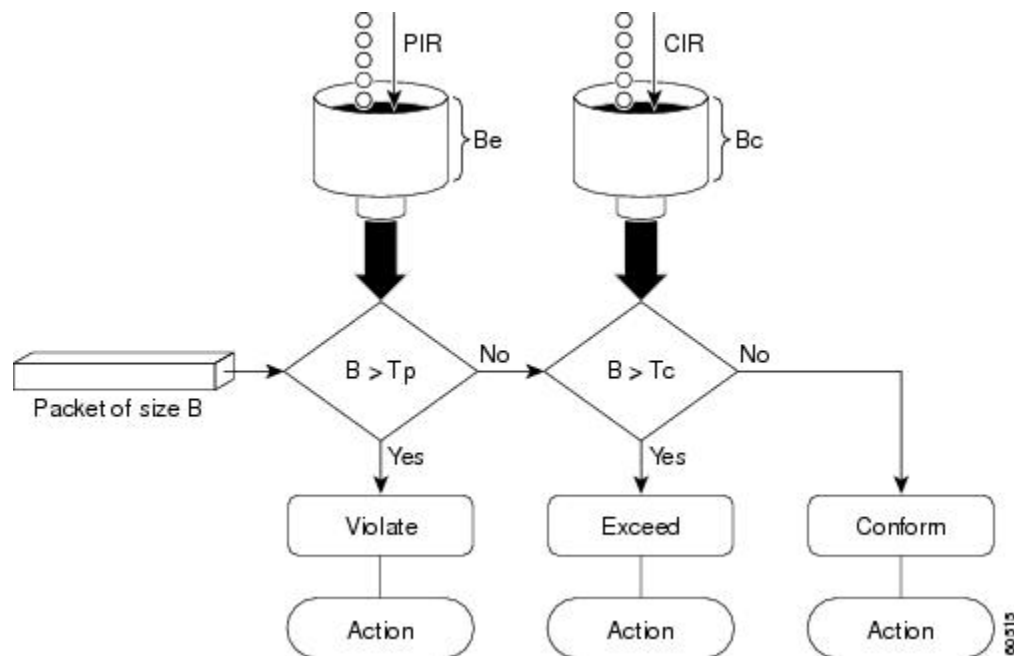 PIR
CIR
Be
Bc
B > Tp
No
B > Tc
No
Packet of size B
Yes
Yes
Violate
Exceed
Conform
Action
Action
Action
60515